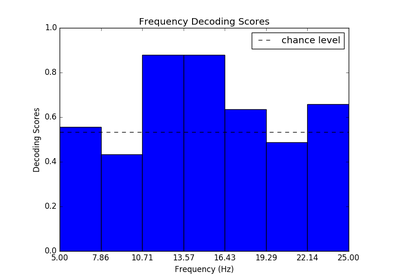 Frequency Decoding Scores
1.0
chance level
0.8
0.6
0.4
0.2
0.0
Decoding Scores
5.00 7.86 10.71 13.57 16.43 19.29 22.14 25.00
Frequency (Hz)